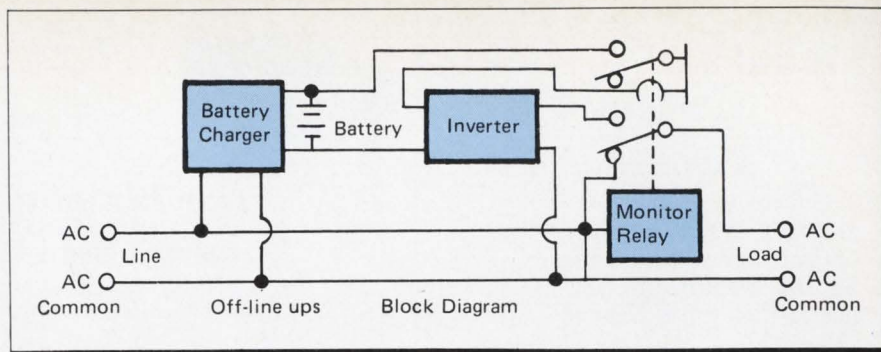 Battery
Charger
Battery
Inverter
Monitor
Relay
AC
Line
Load
AC
AC
Common
Off-line ups
Block Diagram
AC
Common